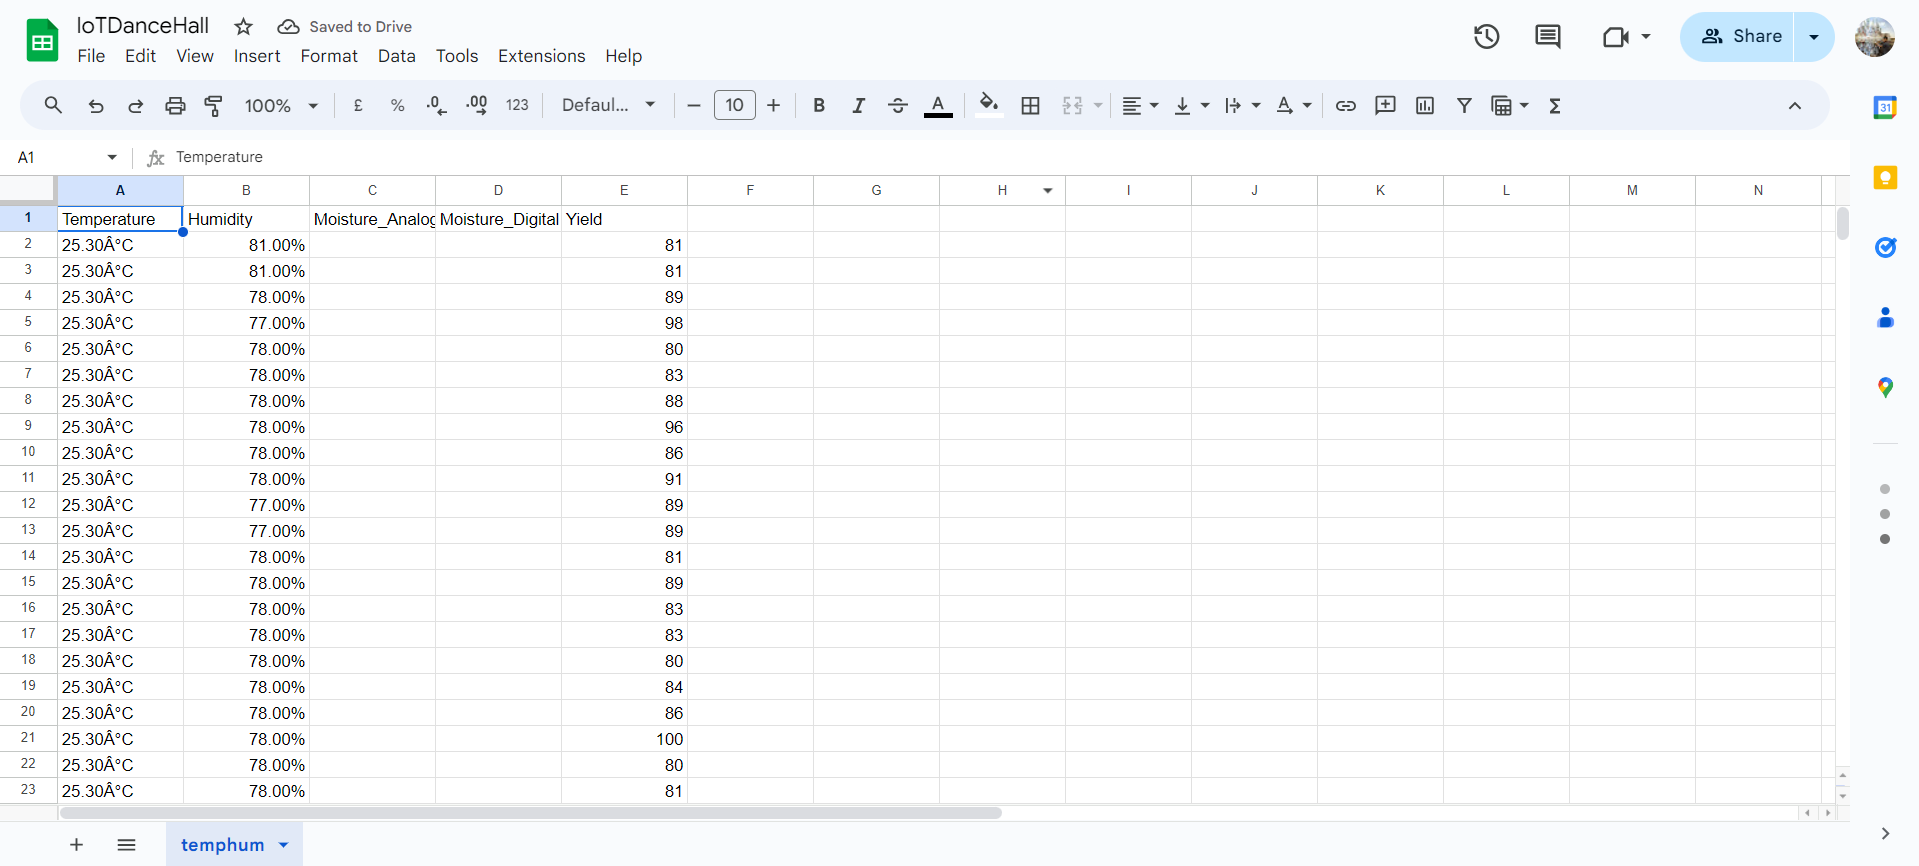 IoTDanceHall Saved to Drive
File Edit View Insert Format Data Tools Extensions Help
Share
100% £ % .0 .00 123 Defaul... 10 B I S A A Σ
31
A1 fx Temperature
A B C D E F G H I J K L M N
1 Temperature Humidity Moisture_Analog Moisture_Digital Yield
2 25.30Â°C 81.00% 81
3 25.30Â°C 81.00% 81
4 25.30Â°C 78.00% 89
5 25.30Â°C 77.00% 98
6 25.30Â°C 78.00% 80
7 25.30Â°C 78.00% 83
8 25.30Â°C 78.00% 88
9 25.30Â°C 78.00% 96
10 25.30Â°C 78.00% 86
11 25.30Â°C 78.00% 91
12 25.30Â°C 77.00% 89
13 25.30Â°C 77.00% 89
14 25.30Â°C 78.00% 81
15 25.30Â°C 78.00% 89
16 25.30Â°C 78.00% 83
17 25.30Â°C 78.00% 83
18 25.30Â°C 78.00% 80
19 25.30Â°C 78.00% 84
20 25.30Â°C 78.00% 86
21 25.30Â°C 78.00% 100
22 25.30Â°C 78.00% 80
23 25.30Â°C 78.00% 81
temphum